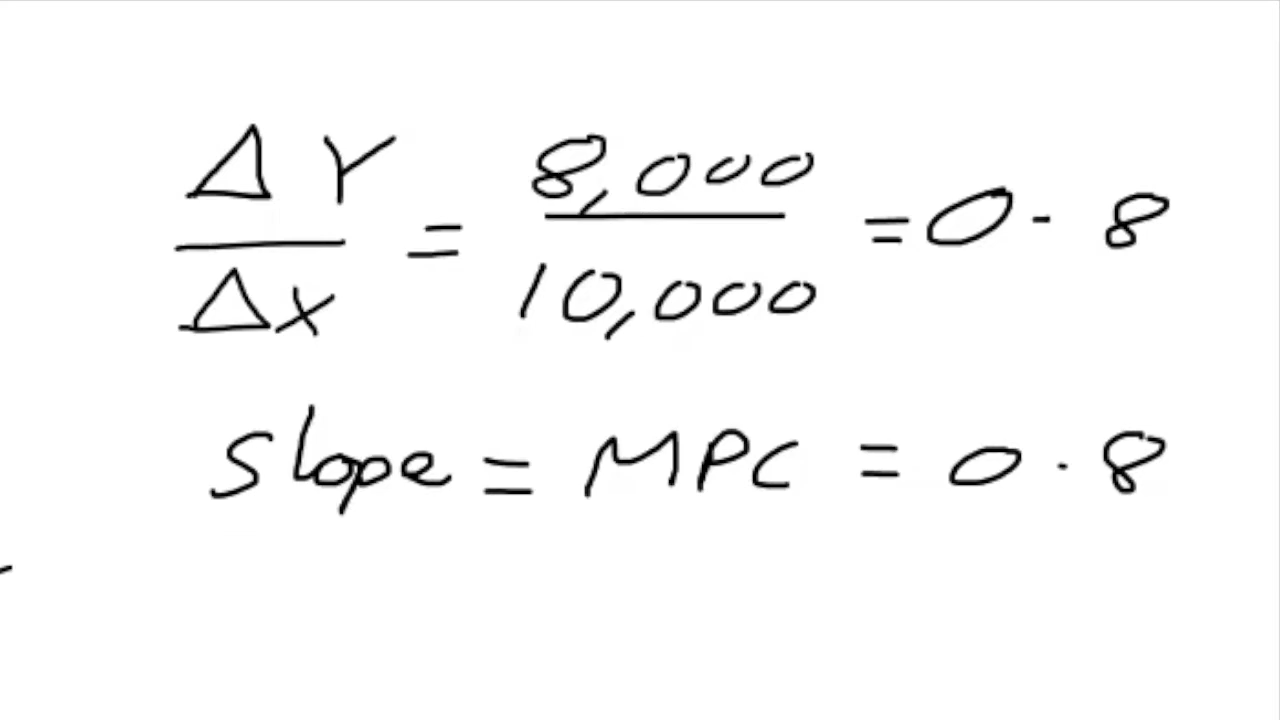 ΔY/Δx = 8,000/10,000 = 0.8
slope = MPC = 0.8